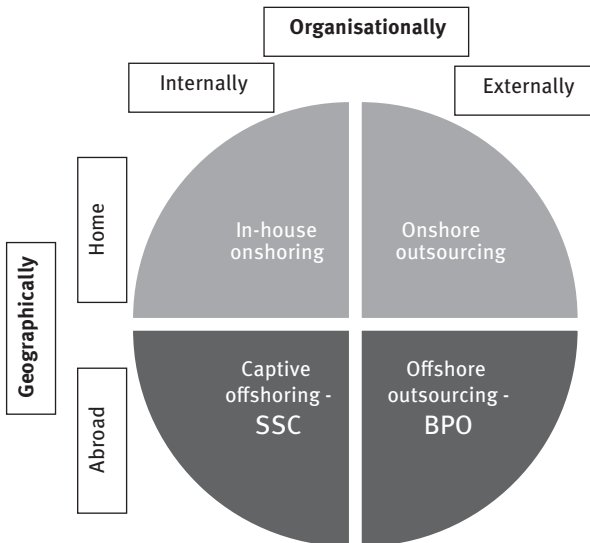 Organisationally
Internally
Externally
Geographically
Home
In-house
onshoring
Onshore
outsourcing
Abroad
Captive
offshoring -
SSC
Offshore
outsourcing -
BPO